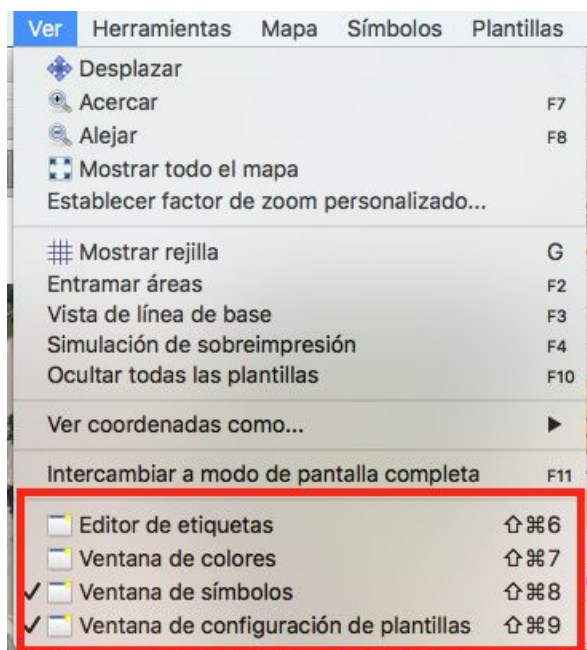 Ver Herramientas Mapa Símbolos Plantillas
Desplazar
Acercar F7
Alejar F8
Mostrar todo el mapa
Establecer factor de zoom personalizado...
Mostrar rejilla G
Entramar áreas F2
Vista de línea de base F3
Simulación de sobreimpresión F4
Ocultar todas las plantillas F10
Ver coordenadas como... ▶
Intercambiar a modo de pantalla completa F11
Editor de etiquetas ⇧⌘6
Ventana de colores ⇧⌘7
✓ Ventana de símbolos ⇧⌘8
✓ Ventana de configuración de plantillas ⇧⌘9